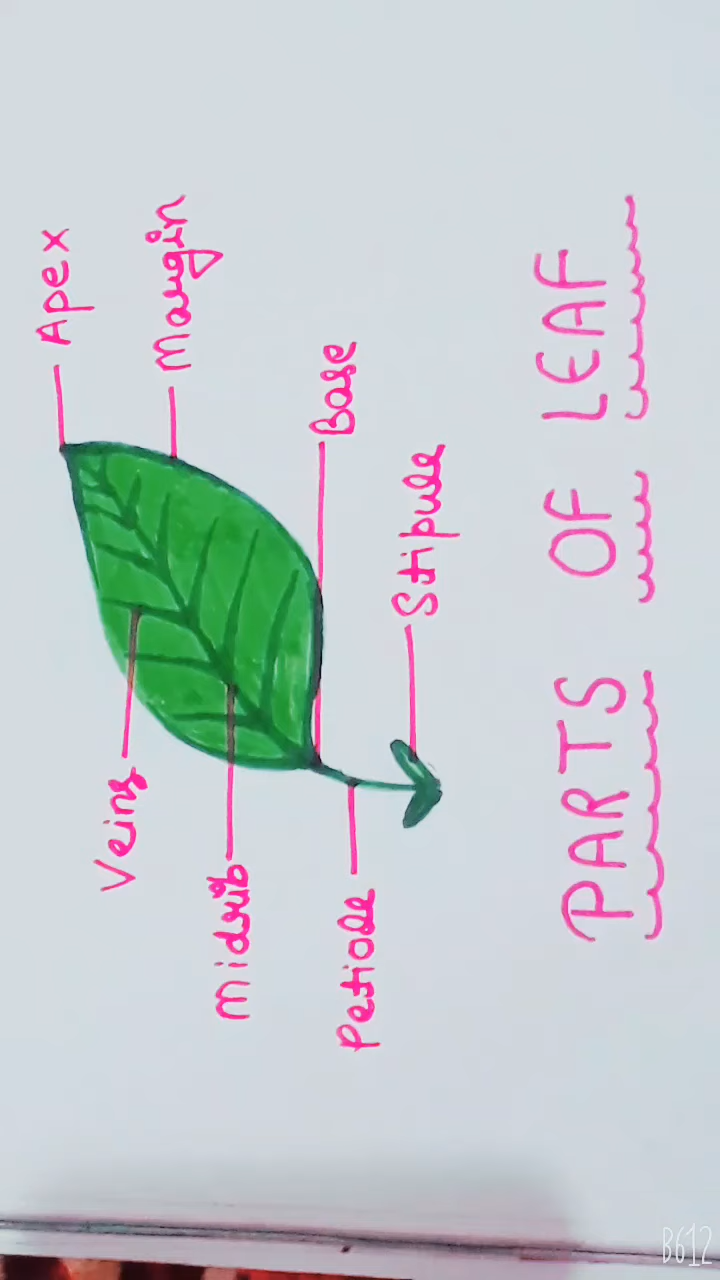 Apex
Margin
Base
Stipule
Veins
Midrib
Petiole
PARTS OF LEAF
B612